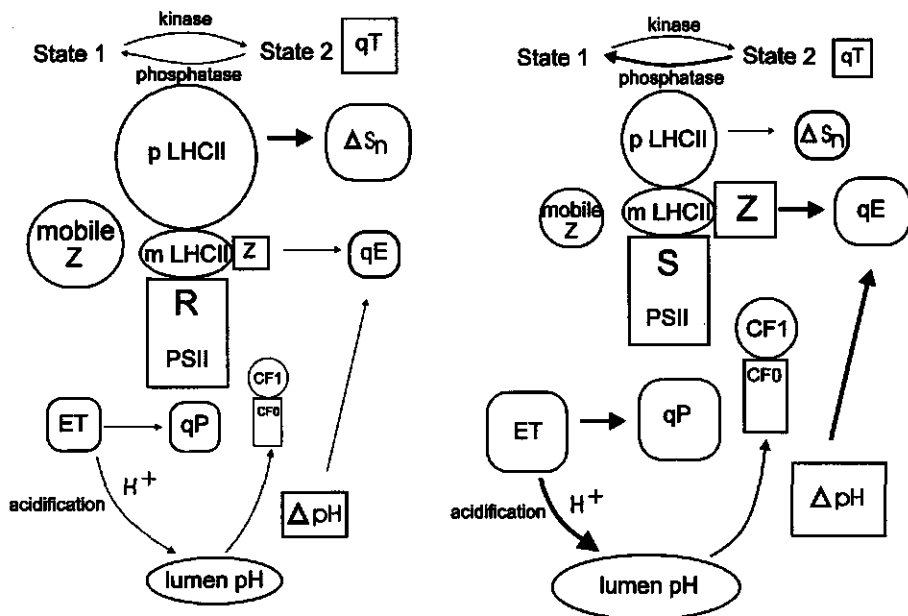 kinase
State 1
State 2
qT
phosphatase
p LHCII
ΔSn
mobile
Z
m LHCII
Z
qE
R
PSII
CF1
CF0
ET
qP
acidification
H+
ΔpH
lumen pH
kinase
State 1
State 2
qT
phosphatase
p LHCII
ΔSn
mobile
Z
m LHCII
Z
qE
S
PSII
CF1
CF0
ET
qP
acidification
H+
ΔpH
lumen pH